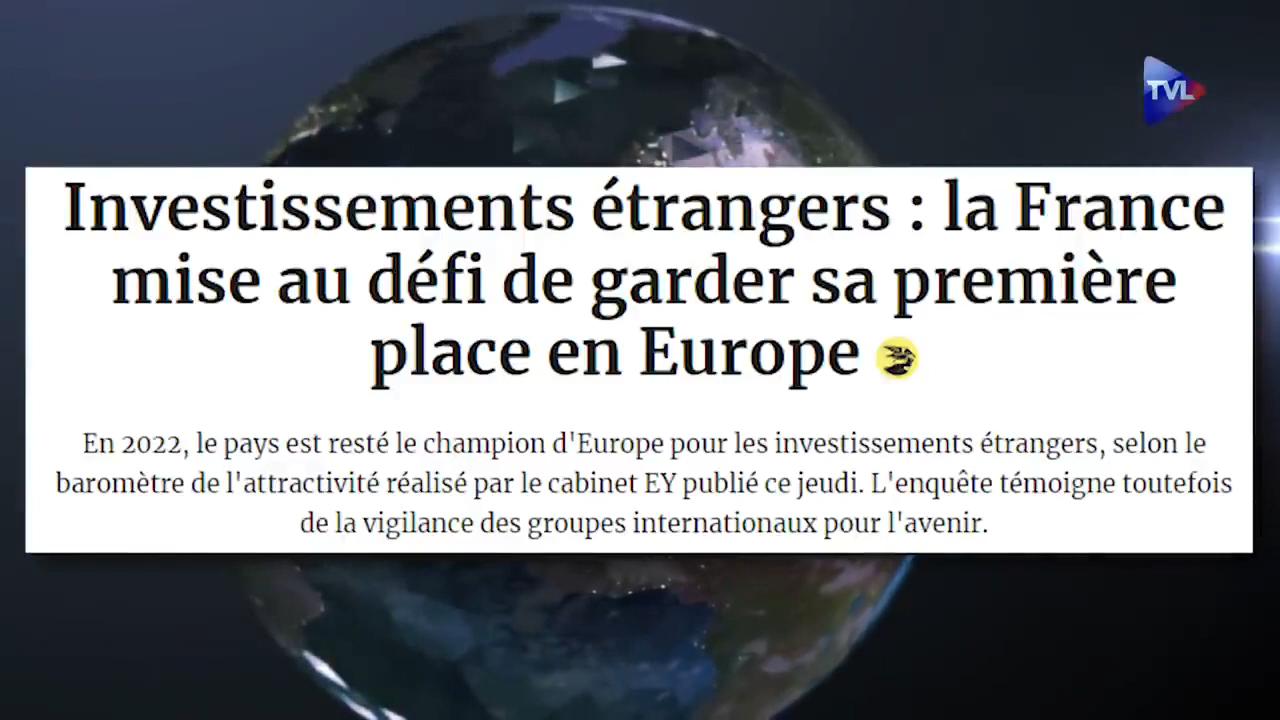 TVL
Investissements étrangers : la France
mise au défi de garder sa première
place en Europe
En 2022, le pays est resté le champion d'Europe pour les investissements étrangers, selon le
baromètre de l'attractivité réalisé par le cabinet EY publié ce jeudi. L'enquête témoigne toutefois
de la vigilance des groupes internationaux pour l'avenir.